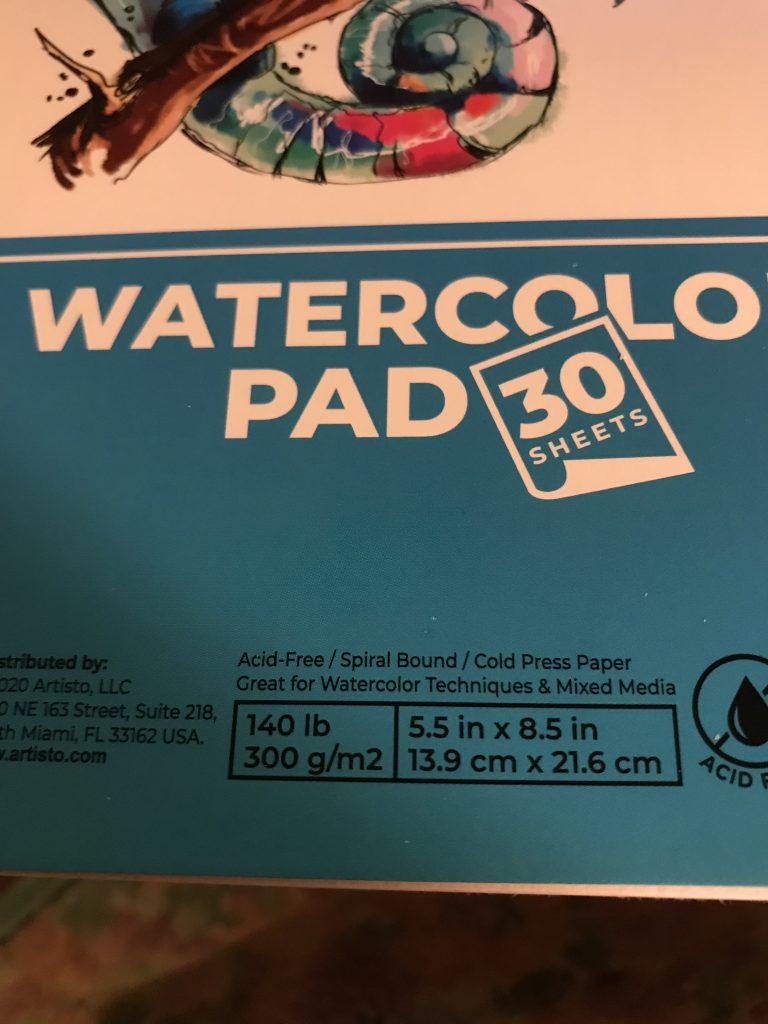 WATERCOLO
PAD
30
SHEETS
stributed by:
020 Artisto, LLC
0 NE 163 Street, Suite 218,
th Miami, FL 33162 USA.
.artisto.com
Acid-Free / Spiral Bound / Cold Press Paper
Great for Watercolor Techniques & Mixed Media
140 lb
300 g/m2
5.5 in x 8.5 in
13.9 cm x 21.6 cm
ACID F